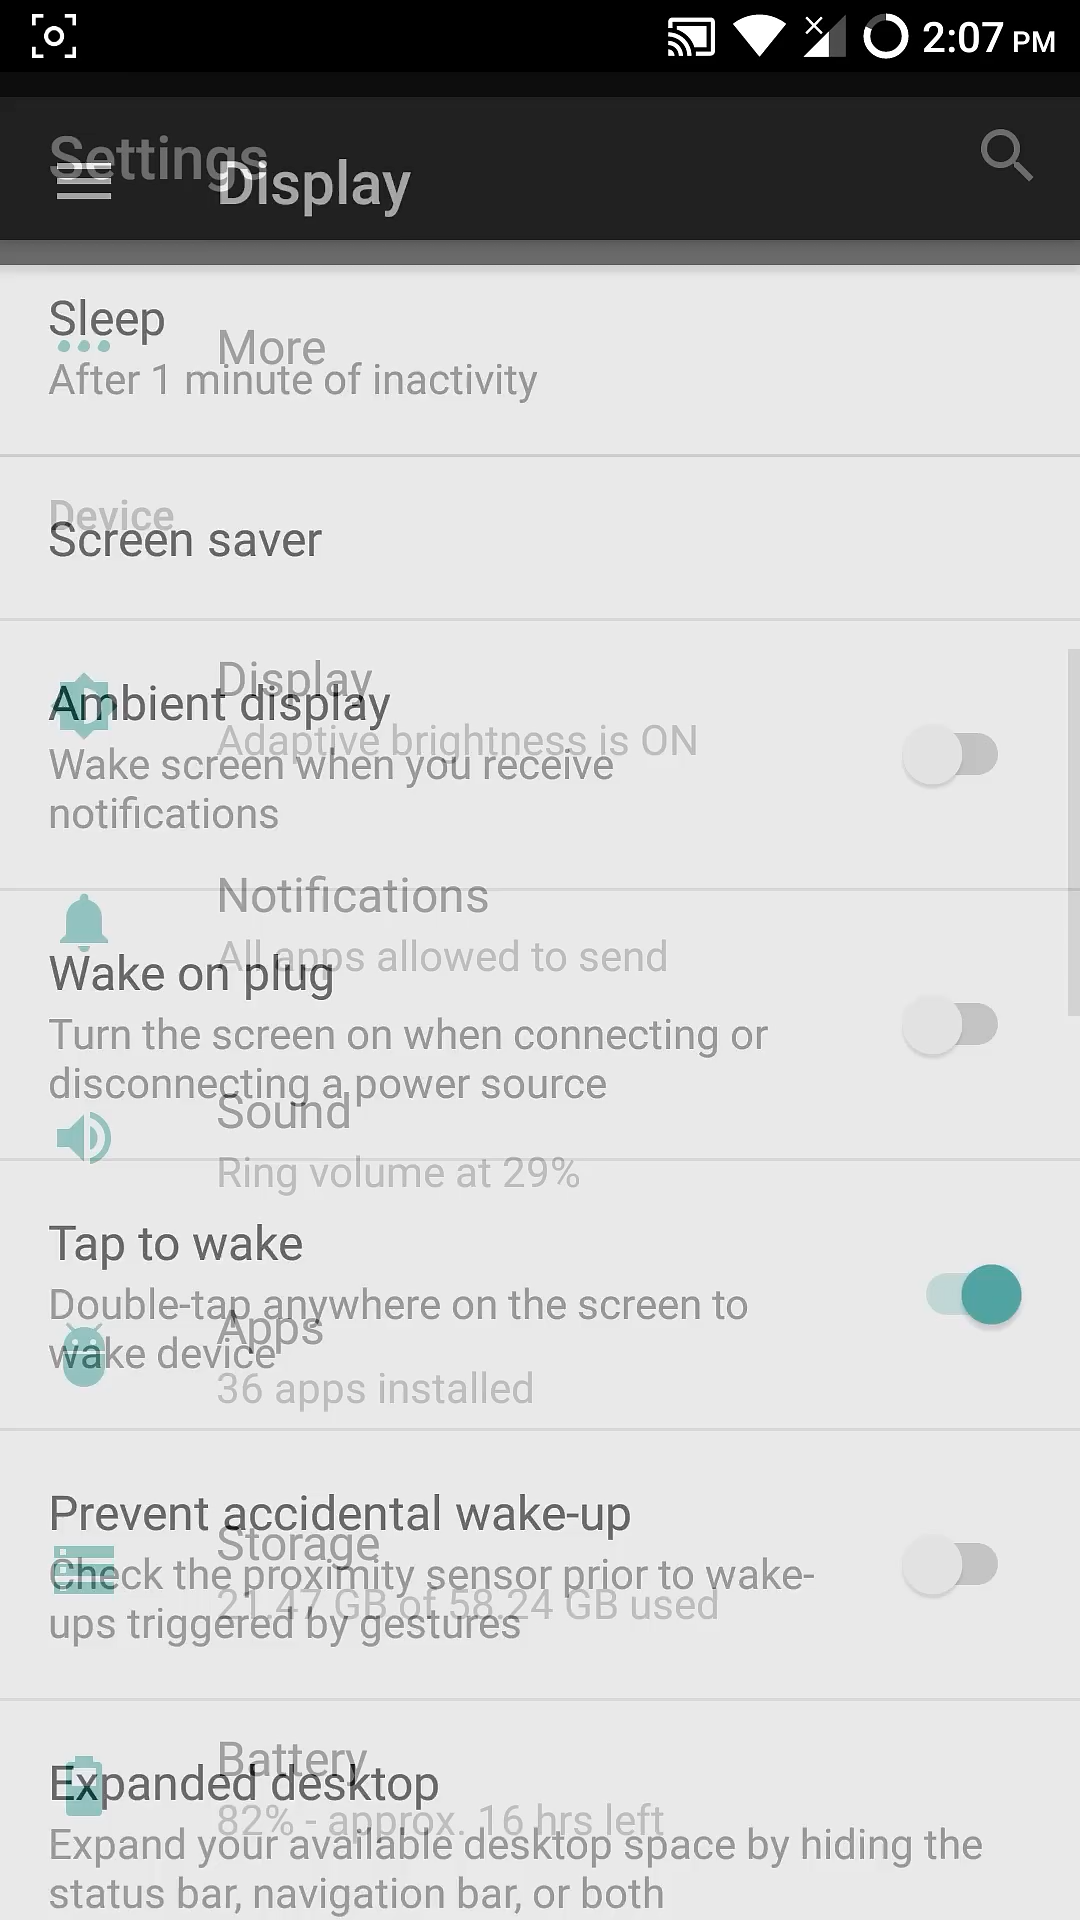 2:07 PM
Settings
Display
Sleep
More
After 1 minute of inactivity
Device
Screen saver
Display
Ambient display
Adaptive brightness is ON
Wake screen when you receive
notifications
Notifications
All apps allowed to send
Wake on plug
Turn the screen on when connecting or
disconnecting a power source
Sound
Ring volume at 29%
Tap to wake
Double-tap anywhere on the screen to
Apps
wake device
36 apps installed
Prevent accidental wake-up
Storage
Check the proximity sensor prior to wake-
21.47 GB of 58.24 GB used
ups triggered by gestures
Battery
Expanded desktop
82% - approx. 16 hrs left
Expand your available desktop space by hiding the
status bar, navigation bar, or both